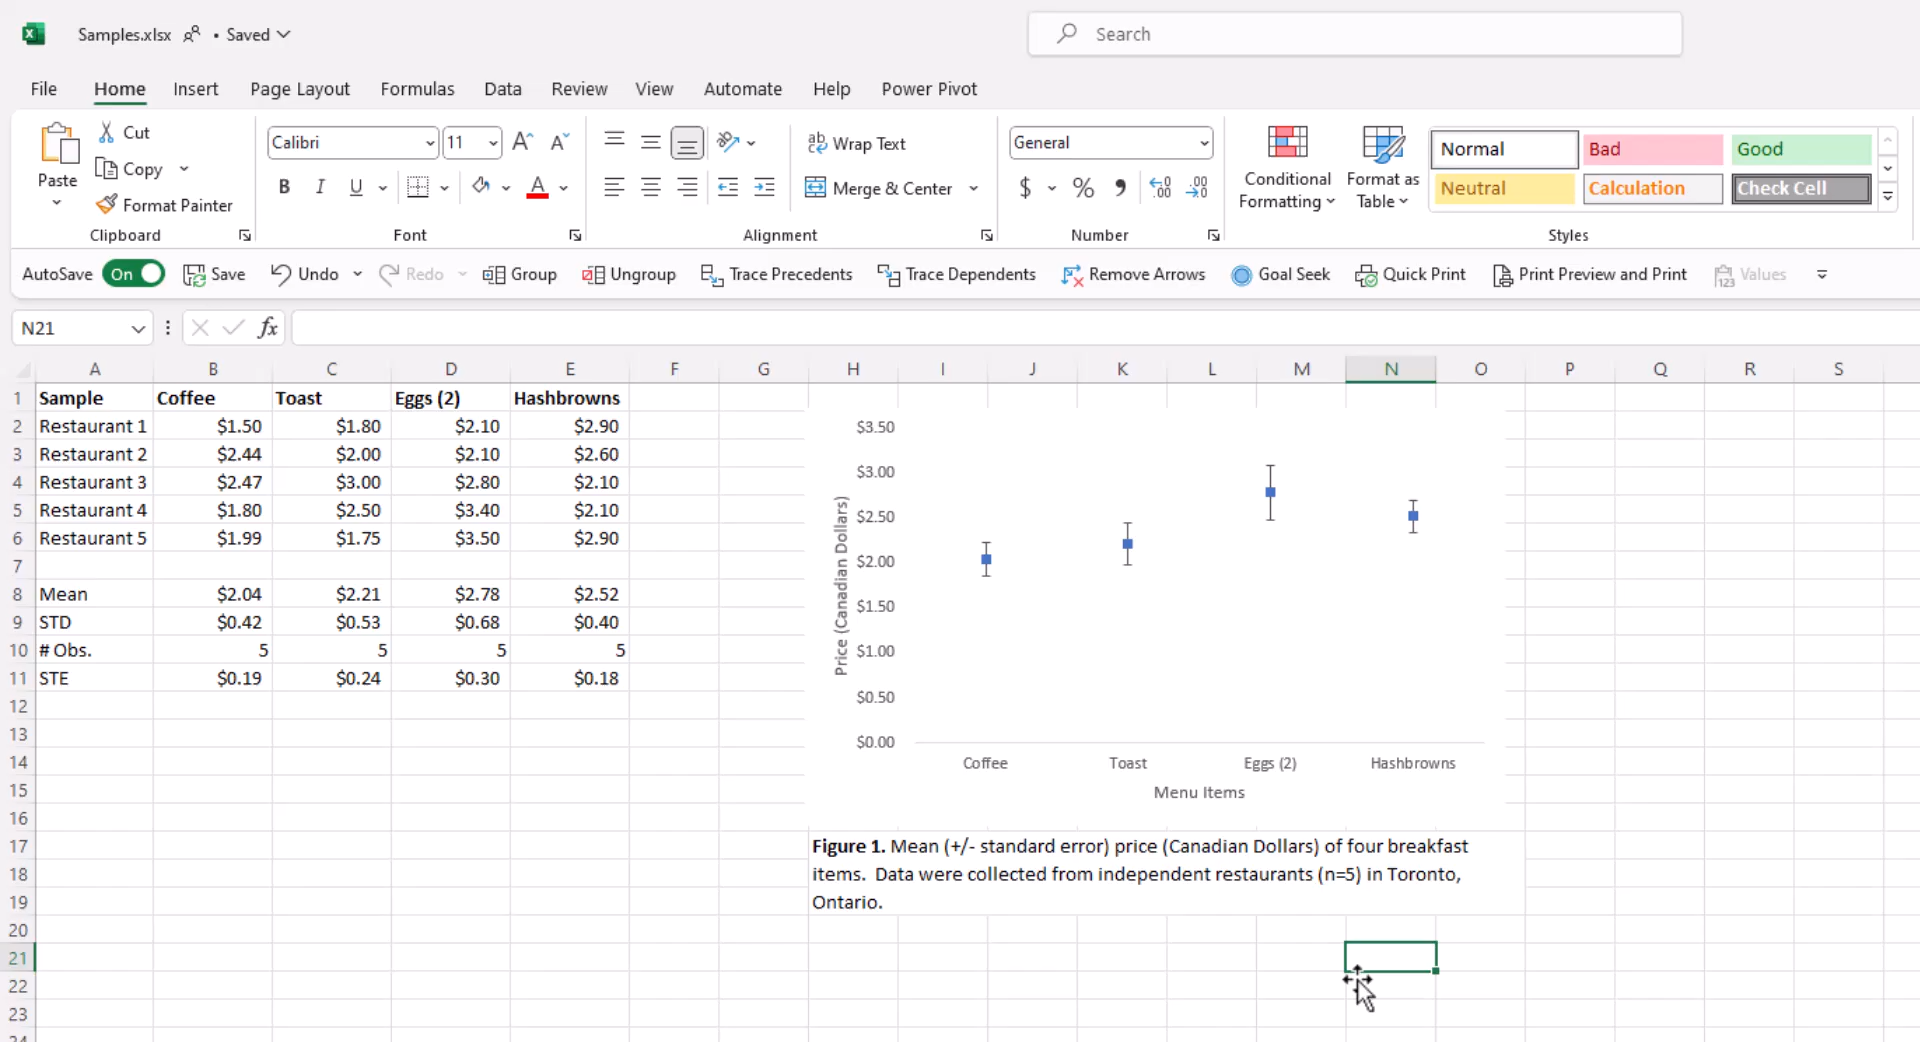 Samples.xlsx • Saved
Search
File Home Insert Page Layout Formulas Data Review View Automate Help Power Pivot
Paste
Cut
Copy
Format Painter
Clipboard
Calibri 11
B I U
Font
Wrap Text
Merge & Center
Alignment
General
$ % 9
Number
Conditional Formatting
Format as Table
Normal Bad Good
Neutral Calculation Check Cell
Styles
AutoSave On Save Undo Redo Group Ungroup Trace Precedents Trace Dependents Remove Arrows Goal Seek Quick Print Print Preview and Print Values
N21 fx
A B C D E F G H I J K L M N O P Q R S
1 Sample Coffee Toast Eggs (2) Hashbrowns
2 Restaurant 1 $1.50 $1.80 $2.10 $2.90
3 Restaurant 2 $2.44 $2.00 $2.10 $2.60
4 Restaurant 3 $2.47 $3.00 $2.80 $2.10
5 Restaurant 4 $1.80 $2.50 $3.40 $2.10
6 Restaurant 5 $1.99 $1.75 $3.50 $2.90
7
8 Mean $2.04 $2.21 $2.78 $2.52
9 STD $0.42 $0.53 $0.68 $0.40
10 # Obs. 5 5 5 5
11 STE $0.19 $0.24 $0.30 $0.18
12
13
14
15
16
17
18
19
20
21
22
23
24
Price (Canadian Dollars)
$3.50
$3.00
$2.50
$2.00
$1.50
$1.00
$0.50
$0.00
Coffee Toast Eggs (2) Hashbrowns
Menu Items
Figure 1. Mean (+/- standard error) price (Canadian Dollars) of four breakfast
items. Data were collected from independent restaurants (n=5) in Toronto,
Ontario.